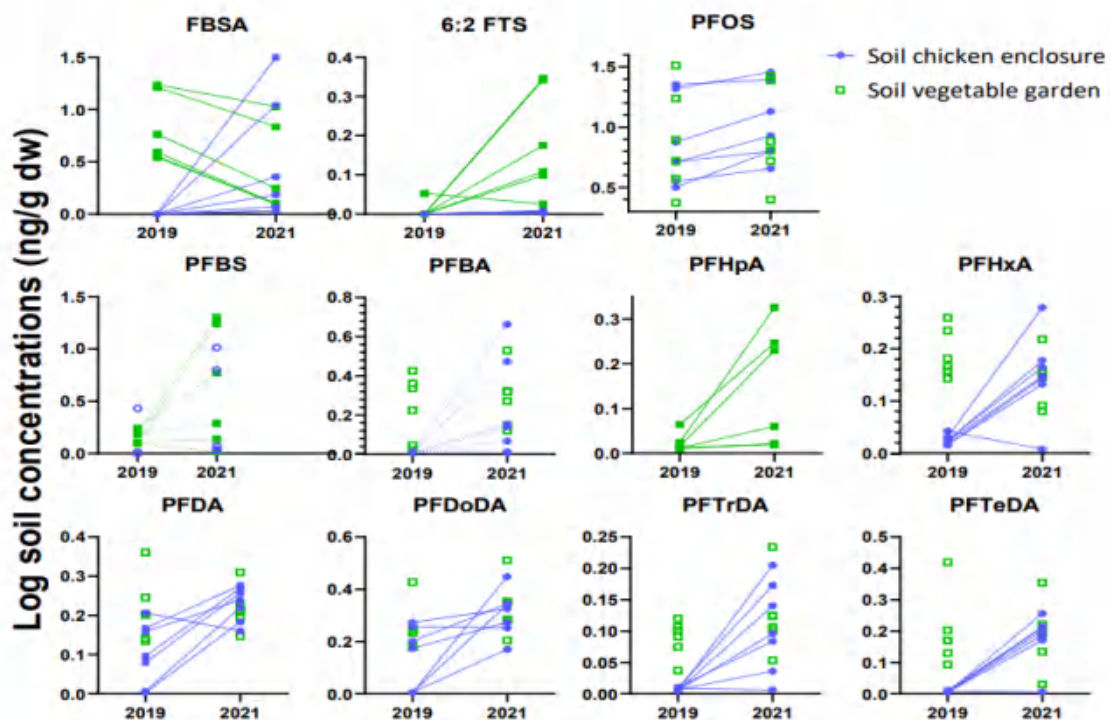 FBSA 6:2 FTS PFOS
Soil chicken enclosure
Soil vegetable garden
Log soil concentrations (ng/g dw)
1.5 0.4 1.5
1.0 0.3 1.0
0.5 0.2 0.5
0.0 0.1
0.0
2019 2021 2019 2021 2019 2021
PFBS PFBA PFHpA PFHxA
1.5 0.8 0.3 0.3
1.0 0.6 0.2 0.2
0.5 0.4 0.1 0.1
0.0 0.2 0.0 0.0
0.0
2019 2021 2019 2021 2019 2021 2019 2021
PFDA PFDoDA PFTrDA PFTeDA
0.4 0.6 0.25 0.5
0.3 0.4 0.20 0.4
0.2 0.2 0.15 0.3
0.1 0.0 0.10 0.2
0.0 0.05 0.1
0.00 0.0
2019 2021 2019 2021 2019 2021 2019 2021